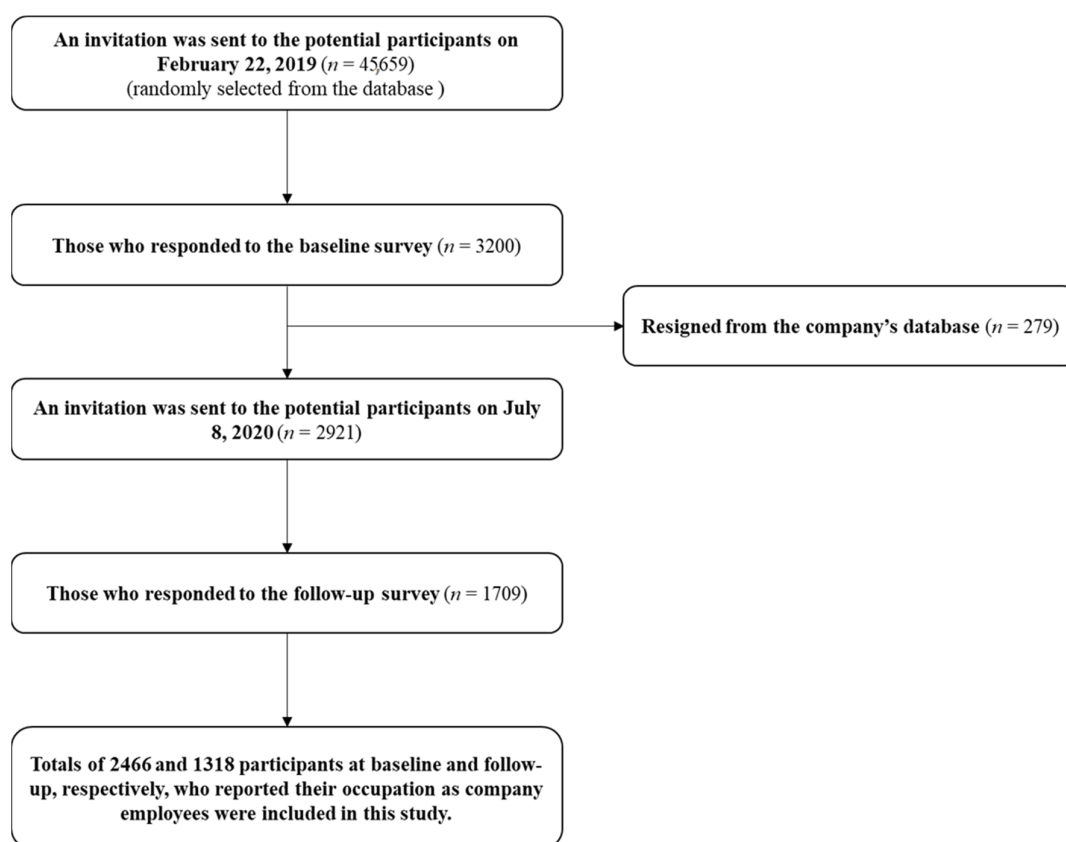 An invitation was sent to the potential participants on
February 22, 2019 (n = 45,659)
(randomly selected from the database )
Those who responded to the baseline survey (n = 3200)
Resigned from the company’s database (n = 279)
An invitation was sent to the potential participants on July
8, 2020 (n = 2921)
Those who responded to the follow-up survey (n = 1709)
Totals of 2466 and 1318 participants at baseline and follow-
up, respectively, who reported their occupation as company
employees were included in this study.